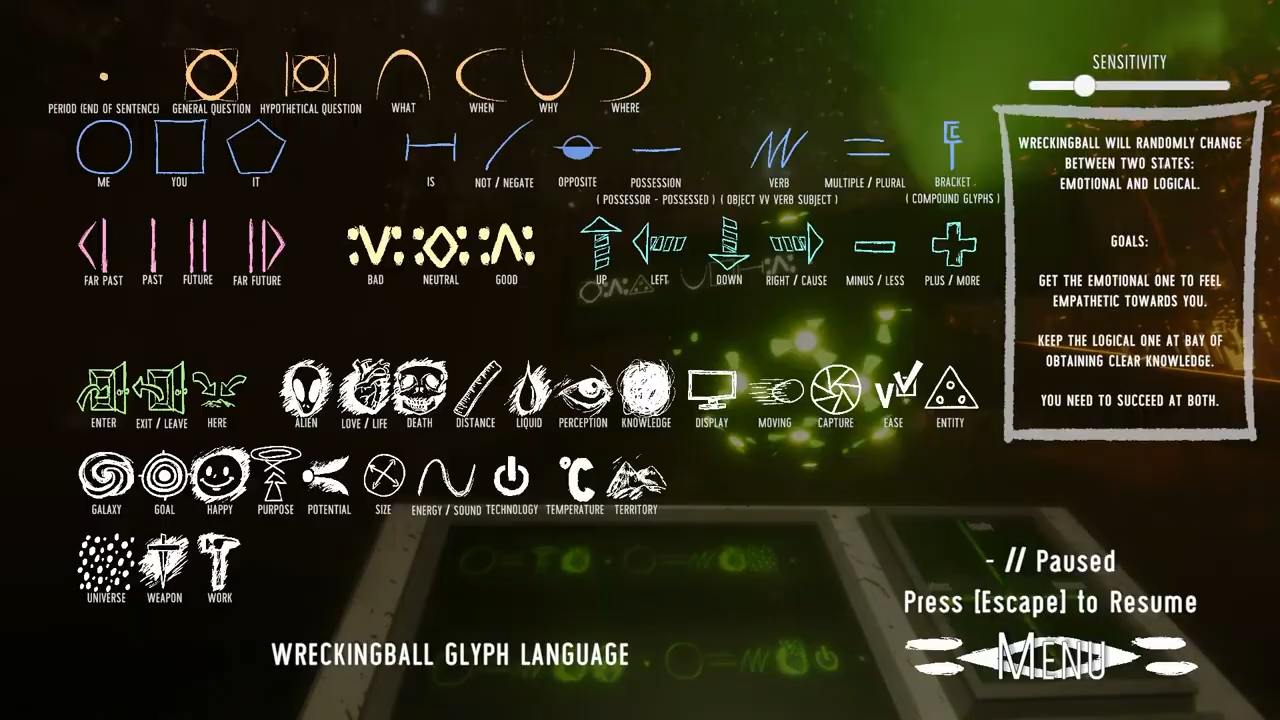 SENSITIVITY
PERIOD (END OF SENTENCE) GENERAL QUESTION HYPOTHETICAL QUESTION WHAT WHEN WHY WHERE
ME YOU IT IS NOT / NEGATE OPPOSITE POSSESSION VERB MULTIPLE / PLURAL BRACKET
( POSSESSOR - POSSESSED ) ( OBJECT VV VERB SUBJECT ) ( COMPOUND GLYPHS )
FAR PAST PAST FUTURE FAR FUTURE BAD NEUTRAL GOOD UP LEFT DOWN RIGHT / CAUSE MINUS / LESS PLUS / MORE
ENTER EXIT / LEAVE HERE ALIEN LOVE / LIFE DEATH DISTANCE LIQUID PERCEPTION KNOWLEDGE DISPLAY MOVING CAPTURE EASE ENTITY
°C
GALAXY GOAL HAPPY PURPOSE POTENTIAL SIZE ENERGY / SOUND TECHNOLOGY TEMPERATURE TERRITORY
UNIVERSE WEAPON WORK
WRECKINGBALL GLYPH LANGUAGE
WRECKINGBALL WILL RANDOMLY CHANGE
BETWEEN TWO STATES:
EMOTIONAL AND LOGICAL.
GOALS:
GET THE EMOTIONAL ONE TO FEEL
EMPATHETIC TOWARDS YOU.
KEEP THE LOGICAL ONE AT BAY OF
OBTAINING CLEAR KNOWLEDGE.
YOU NEED TO SUCCEED AT BOTH.
- // Paused
Press [Escape] to Resume
MENU